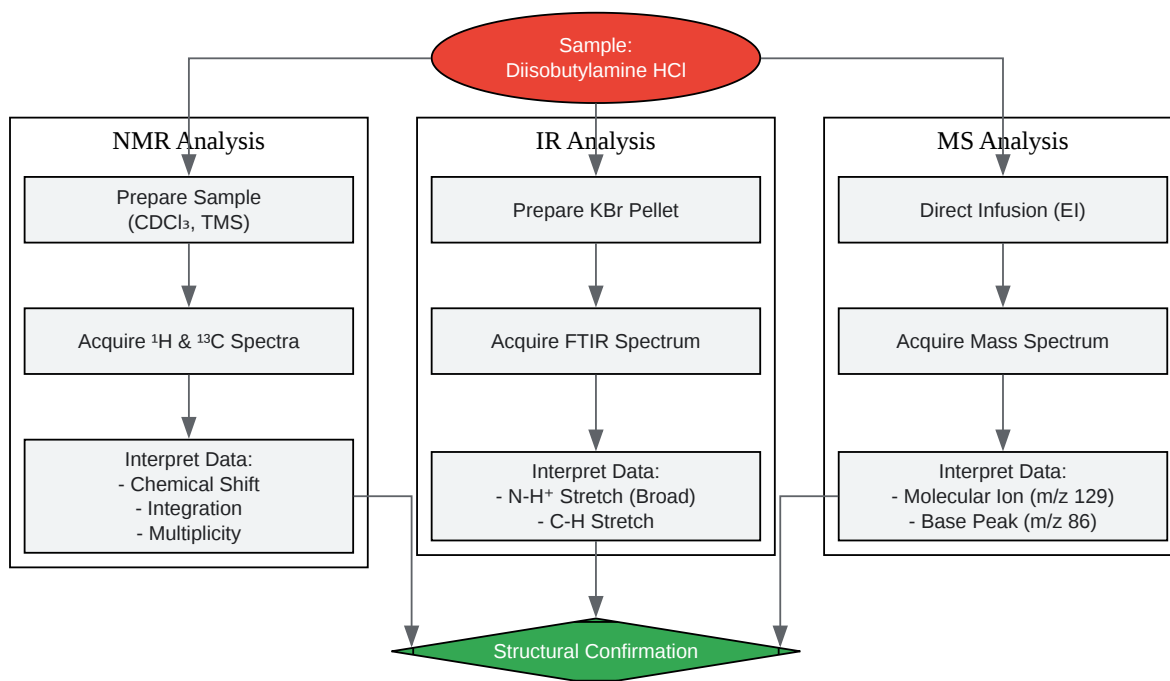 Sample:
Diisobutylamine HCl
NMR Analysis
Prepare Sample
(CDCl₃, TMS)
Acquire ¹H & ¹³C Spectra
Interpret Data:
- Chemical Shift
- Integration
- Multiplicity
IR Analysis
Prepare KBr Pellet
Acquire FTIR Spectrum
Interpret Data:
- N-H⁺ Stretch (Broad)
- C-H Stretch
MS Analysis
Direct Infusion (EI)
Acquire Mass Spectrum
Interpret Data:
- Molecular Ion (m/z 129)
- Base Peak (m/z 86)
Structural Confirmation